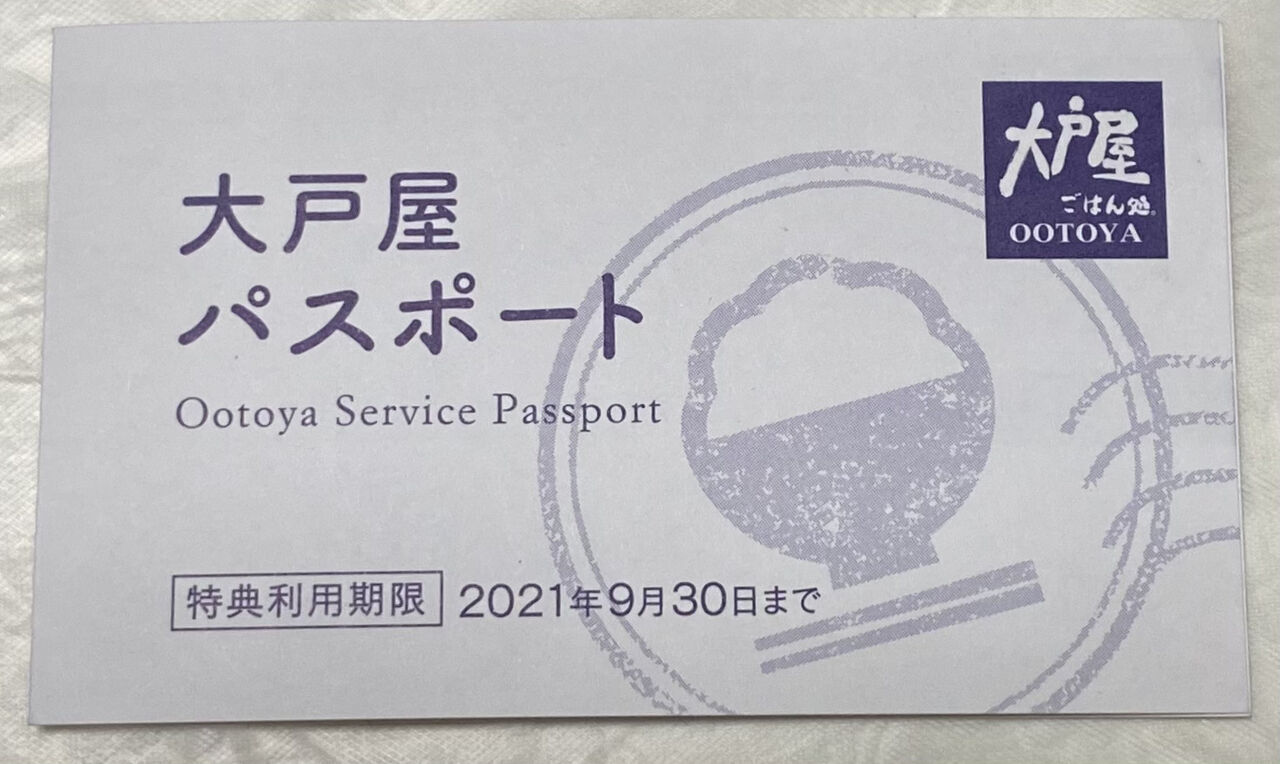 大戸屋
ごはん処®
OOTOYA
大戸屋
パスポート
Ootoya Service Passport
特典利用期限 2021年9月30日まで